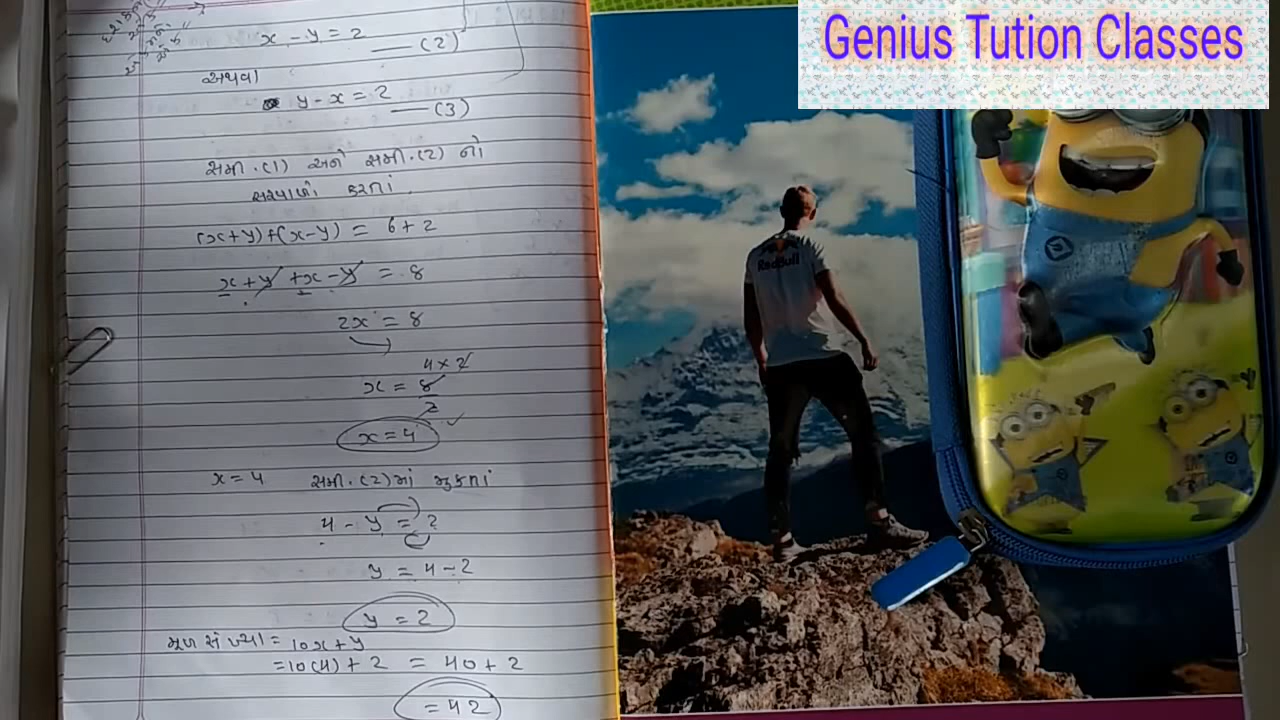 Genius Tution Classes
x - y = 2 —— (2)
અથવા
y - x = 2 —— (3)
સમી.(1) અને સમી.(2) નો
સરવાળો કરતાં
(x+y)+(x-y) = 6+2
x + y + x - y = 8
2x = 8
4 × 2
x = 8
2
x = 4
x = 4 સમી.(2)માં મુકતાં
4 - y = 2
y = 4 - 2
y = 2
મૂળ સંખ્યા = 10x + y
= 10(4) + 2 = 40 + 2
= 42
RedBull